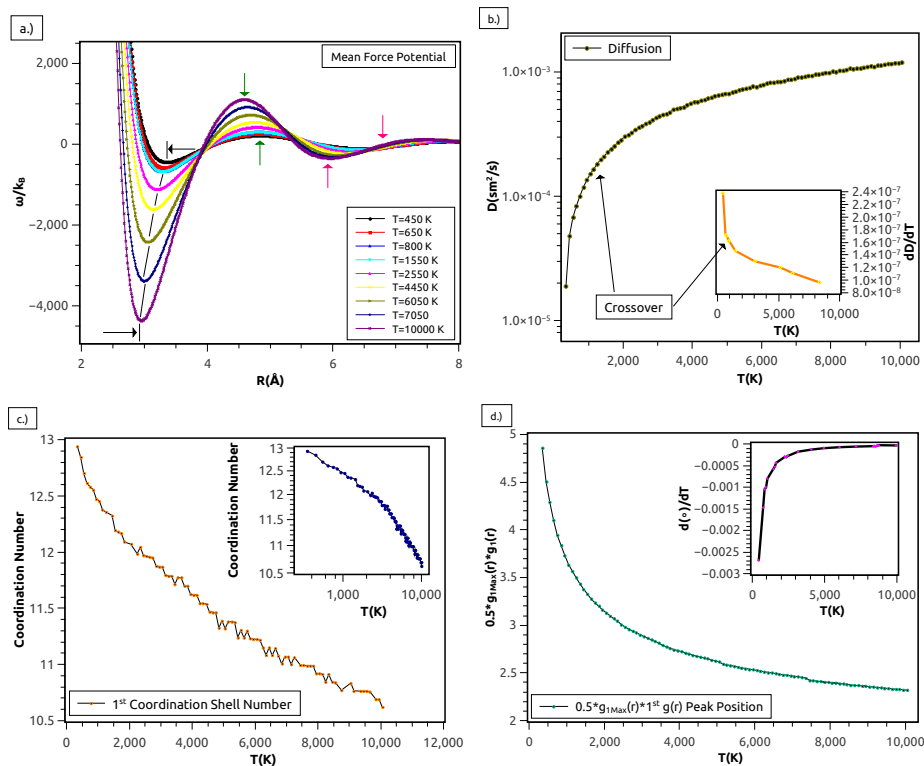 a.)
Mean Force Potential
2,000
0
−2,000
−4,000
ω/kB
T=450 K
T=650 K
T=800 K
T=1550 K
T=2550 K
T=4450 K
T=6050 K
T=7050
T=10000 K
2 4 6 8
R(Å)
b.)
Diffusion
1.0×10⁻³
1.0×10⁻⁴
1.0×10⁻⁵
D(sm²/s)
Crossover
2.4×10⁻⁷
2.2×10⁻⁷
2.0×10⁻⁷
1.8×10⁻⁷
1.6×10⁻⁷
1.4×10⁻⁷
1.2×10⁻⁷
1.0×10⁻⁷
8.0×10⁻⁸
dD/dT
0 5,000 10,000
T(K)
2,000 4,000 6,000 8,000 10,000
T(K)
c.)
13
12.5
12
11.5
11
10.5
Coordination Number
13
12
11
10.5
Coordination Number
1,000 10,000
T(K)
1st Coordination Shell Number
0 2,000 4,000 6,000 8,000 10,000 12,000
T(K)
d.)
5
4.5
4
3.5
3
2.5
2
0.5*g1Max(r)*g1(r)
0
−0.0005
−0.001
−0.0015
−0.002
−0.0025
−0.003
d(°)/dT
0 5,000 10,000
T(K)
0.5*g1Max(r)*1st g(r) Peak Position
0 2,000 4,000 6,000 8,000 10,000
T(K)